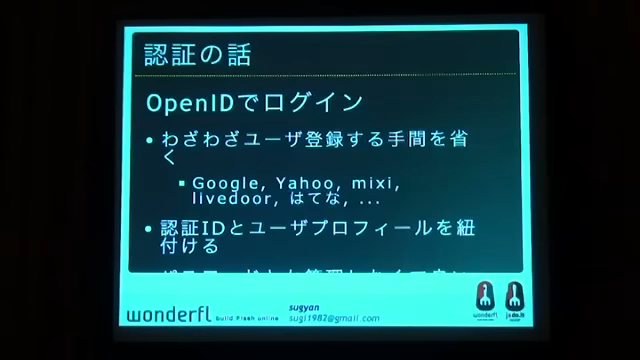 認証の話
OpenIDでログイン
わざわざユーザ登録する手間を省
く
Google, Yahoo, mixi,
livedoor, はてな, ...
認証IDとユーザプロフィールを紐
付ける
wonderfl build flash online
sugyan
sugi1982@gmail.com
wonderfl
jsdo.it